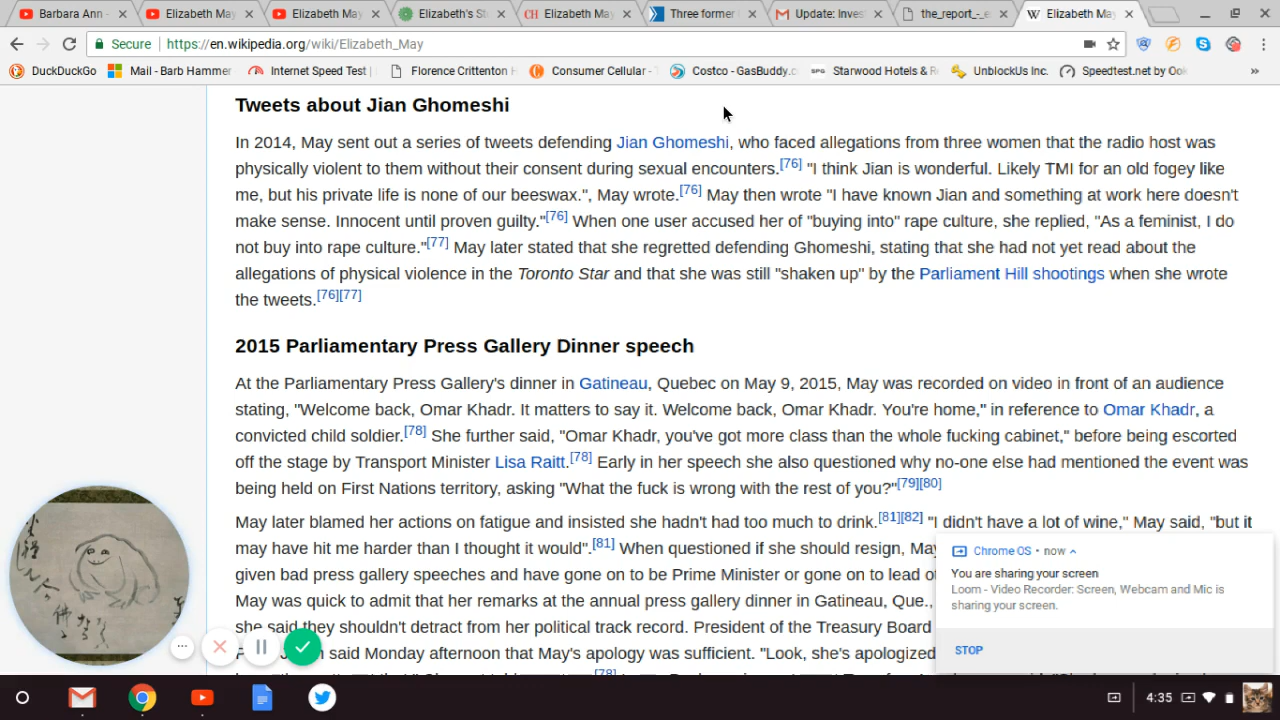 Barbara Ann -
Elizabeth May
Elizabeth May
Elizabeth's St
Elizabeth May
Three former
Update: Inves
the_report_-_e
Elizabeth May
Secure
https://en.wikipedia.org/wiki/Elizabeth_May
DuckDuckGo
Mail - Barb Hammer
Internet Speed Test
Florence Crittenton H
Consumer Cellular -
Costco - GasBuddy.c
SPG
Starwood Hotels & R
UnblockUs Inc.
Speedtest.net by Ook
»
Tweets about Jian Ghomeshi
In 2014, May sent out a series of tweets defending Jian Ghomeshi, who faced allegations from three women that the radio host was
physically violent to them without their consent during sexual encounters.[76] "I think Jian is wonderful. Likely TMI for an old fogey like
me, but his private life is none of our beeswax.", May wrote.[76] May then wrote "I have known Jian and something at work here doesn't
make sense. Innocent until proven guilty."[76] When one user accused her of "buying into" rape culture, she replied, "As a feminist, I do
not buy into rape culture."[77] May later stated that she regretted defending Ghomeshi, stating that she had not yet read about the
allegations of physical violence in the Toronto Star and that she was still "shaken up" by the Parliament Hill shootings when she wrote
the tweets.[76][77]
2015 Parliamentary Press Gallery Dinner speech
At the Parliamentary Press Gallery's dinner in Gatineau, Quebec on May 9, 2015, May was recorded on video in front of an audience
stating, "Welcome back, Omar Khadr. It matters to say it. Welcome back, Omar Khadr. You're home," in reference to Omar Khadr, a
convicted child soldier.[78] She further said, "Omar Khadr, you've got more class than the whole fucking cabinet," before being escorted
off the stage by Transport Minister Lisa Raitt.[78] Early in her speech she also questioned why no-one else had mentioned the event was
being held on First Nations territory, asking "What the fuck is wrong with the rest of you?"[79][80]
May later blamed her actions on fatigue and insisted she hadn't had too much to drink.[81][82] "I didn't have a lot of wine," May said, "but it
may have hit me harder than I thought it would".[81] When questioned if she should resign, May
given bad press gallery speeches and have gone on to be Prime Minister or gone on to lead o
May was quick to admit that her remarks at the annual press gallery dinner in Gatineau, Que.,
she said they shouldn't detract from her political track record. President of the Treasury Board
said Monday afternoon that May's apology was sufficient. "Look, she's apologized
[78]
Chrome OS • now
You are sharing your screen
Loom - Video Recorder: Screen, Webcam and Mic is
sharing your screen.
STOP
4:35